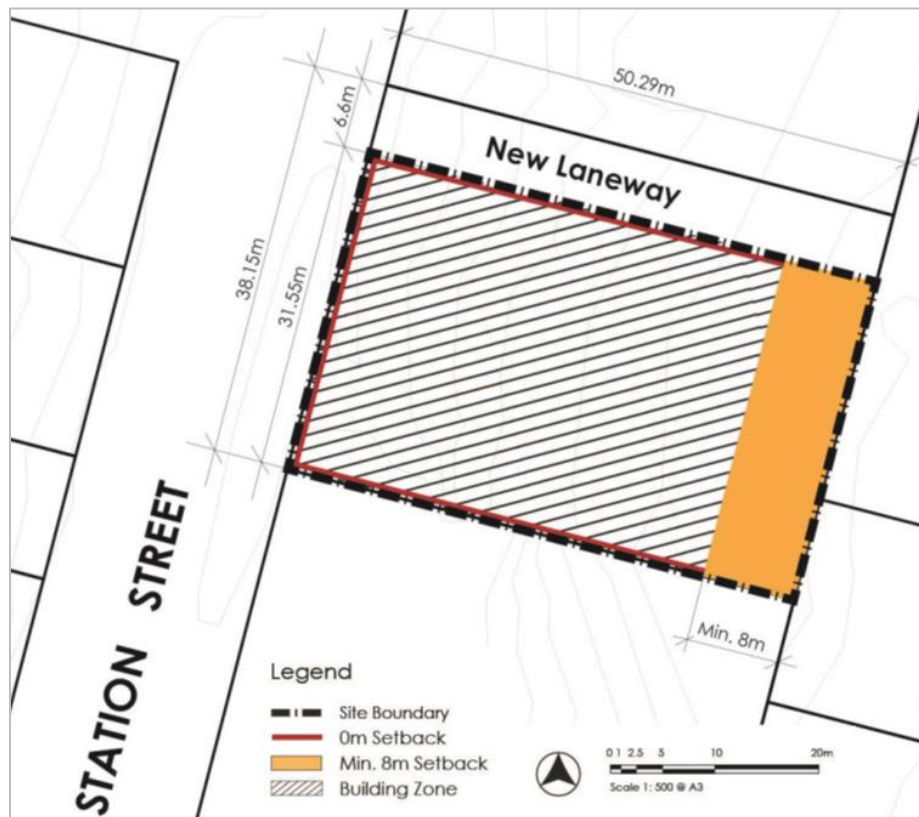 50.29m
6.6m
New Laneway
38.15m
31.55m
STATION STREET
Min. 8m
Legend
Site Boundary
0m Setback
Min. 8m Setback
Building Zone
0 1 2.5 5 10 20m
Scale 1: 500 @ A3